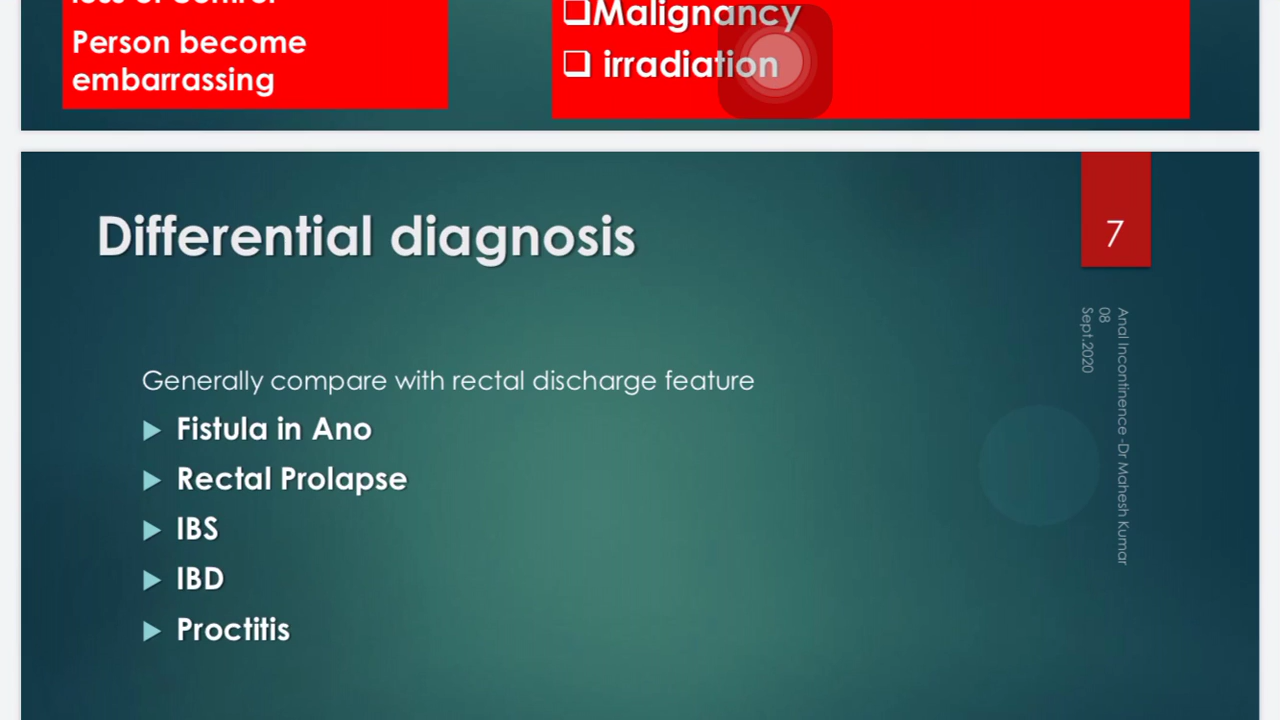 Person become
embarrassing
❑Malignancy
❑ irradiation
Differential diagnosis
7
Generally compare with rectal discharge feature
Fistula in Ano
Rectal Prolapse
IBS
IBD
Proctitis
Anal Incontinence -Dr Mahesh Kumar
08
Sept.2020